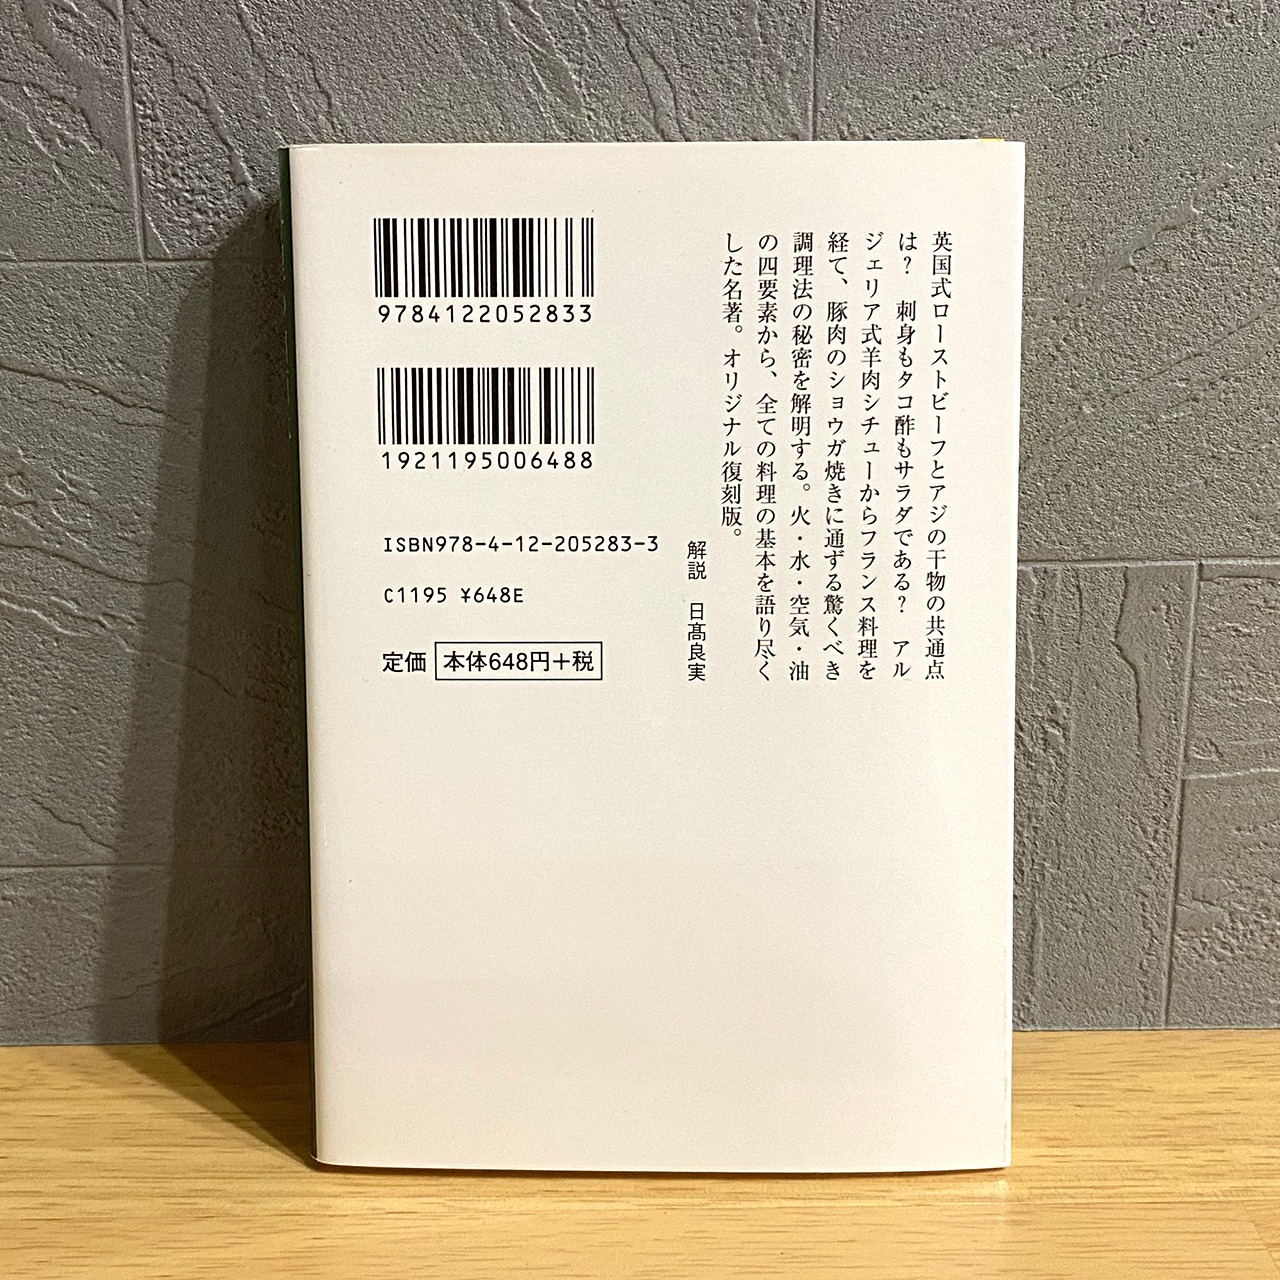 英国式ローストビーフとアジの干物の共通点
は？　刺身もタコ酢もサラダである？　アル
ジェリア式羊肉シチューからフランス料理を
経て、豚肉のショウガ焼きに通ずる驚くべき
調理法の秘密を解明する。火・水・空気・油
の四要素から、全ての料理の基本を語り尽く
した名著。オリジナル復刻版。
解説　日髙良実
9784122052833
1921195006488
ISBN978-4-12-205283-3
C1195 ¥648E
定価 本体648円+税